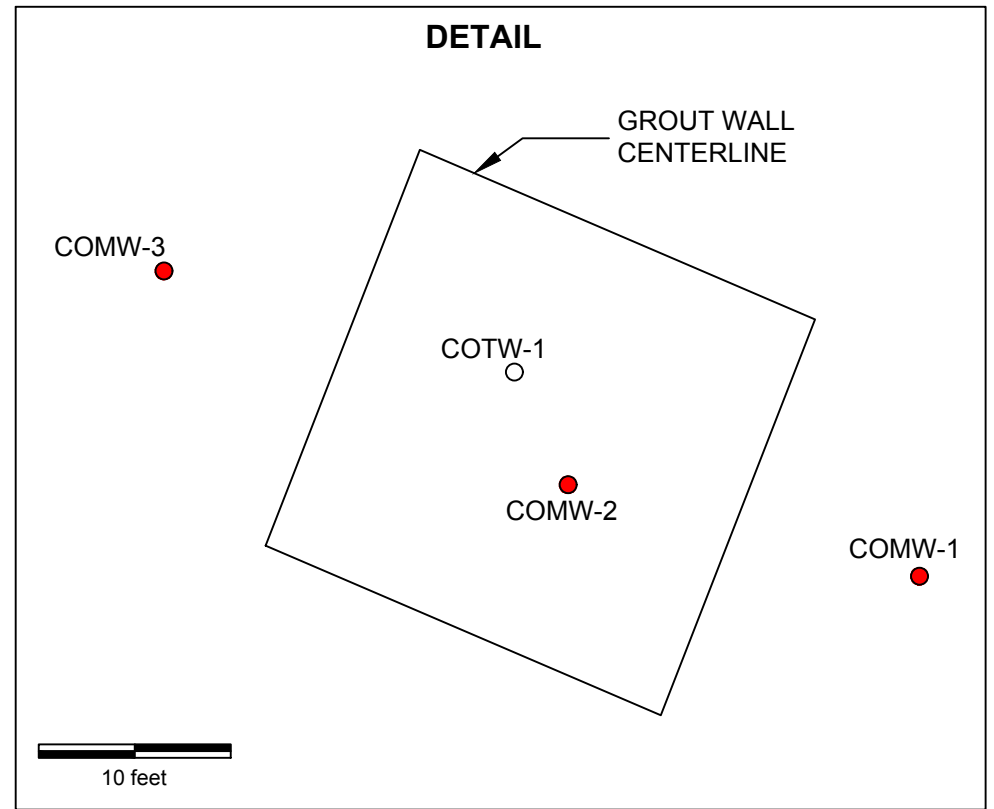 DETAIL
GROUT WALL
CENTERLINE
COMW-3
COTW-1
COMW-2
COMW-1
10 feet